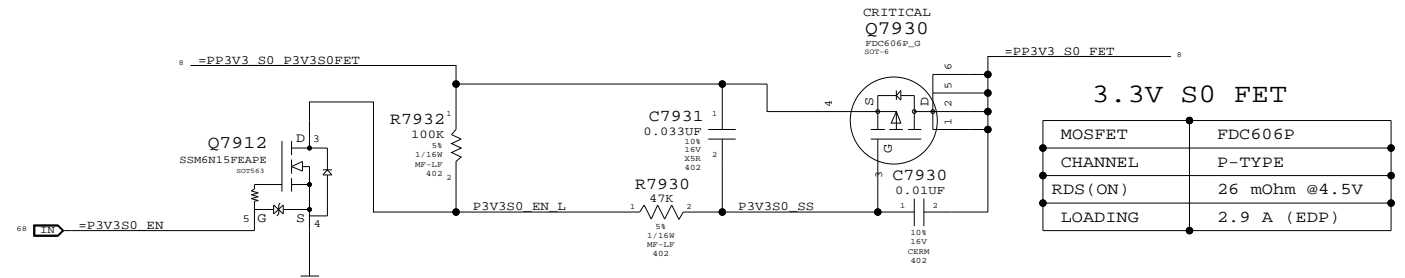 CRITICAL
Q7930
FDC606P_G
SOT-6
8 =PP3V3_S0_P3V3S0FET
=PP3V3_S0_FET 8
6
5
2
1
4
S
D
G
3
3.3V S0 FET
MOSFET FDC606P
CHANNEL P-TYPE
RDS(ON) 26 mOhm @4.5V
LOADING 2.9 A (EDP)
R7932
100K
5%
1/16W
MF-LF
402
1
2
C7931
0.033UF
10%
16V
X5R
402
1
2
Q7912
SSM6N15FEAPE
SOT563
D 3
5 G S 4
R7930
47K
1 2
5%
1/16W
MF-LF
402
P3V3S0_EN_L
P3V3S0_SS
C7930
0.01UF
1 2
10%
16V
CERM
402
68 IN =P3V3S0_EN